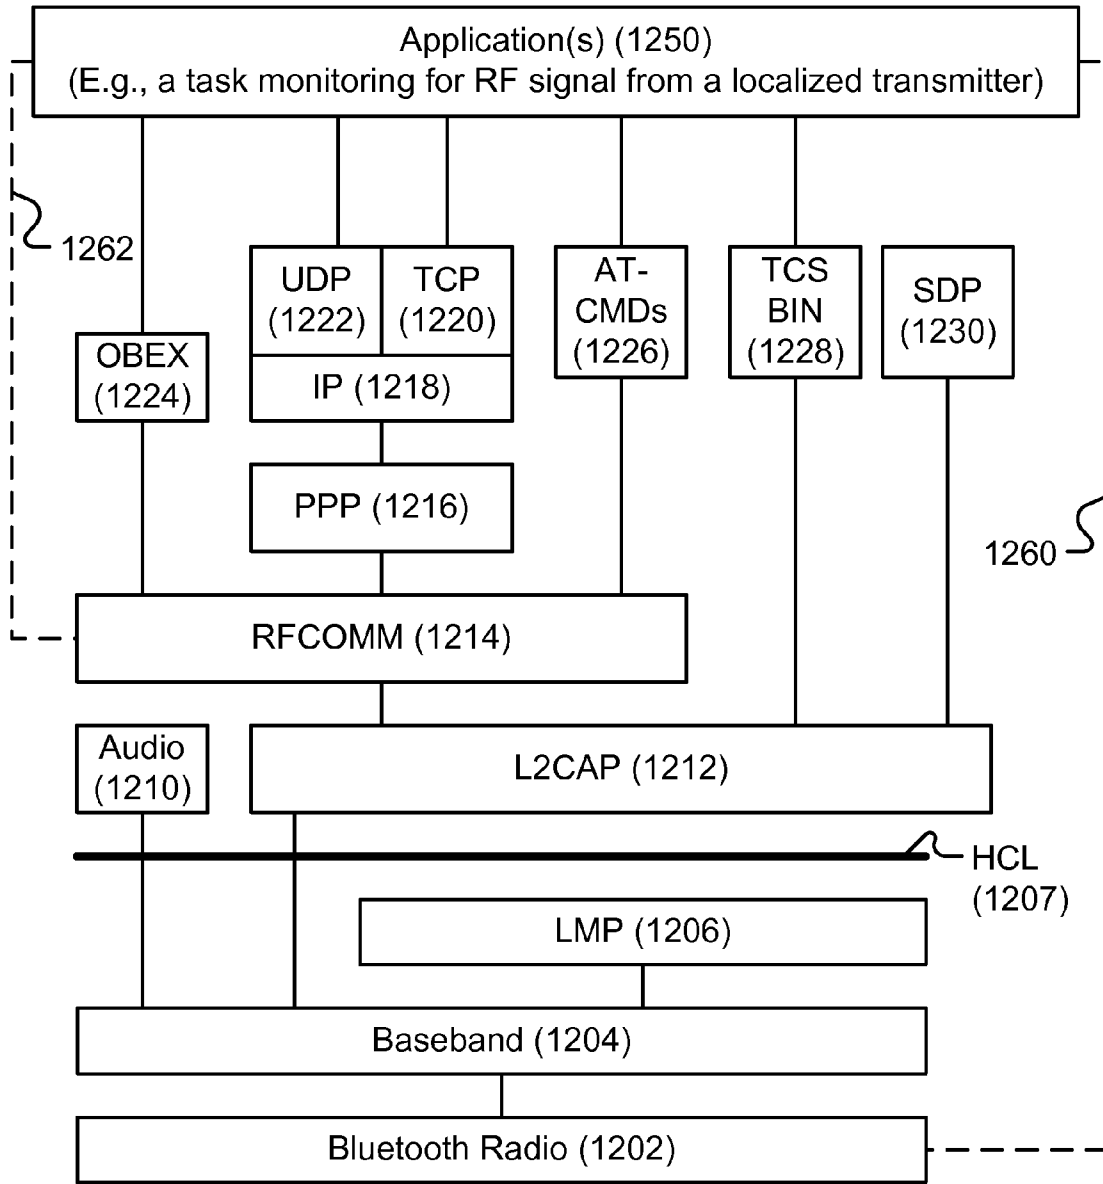 Application(s) (1250)
(E.g., a task monitoring for RF signal from a localized transmitter)
1262
UDP
(1222)
TCP
(1220)
AT-
CMDs
(1226)
TCS
BIN
(1228)
SDP
(1230)
OBEX
(1224)
IP (1218)
PPP (1216)
1260
RFCOMM (1214)
Audio
(1210)
L2CAP (1212)
HCL
(1207)
LMP (1206)
Baseband (1204)
Bluetooth Radio (1202)